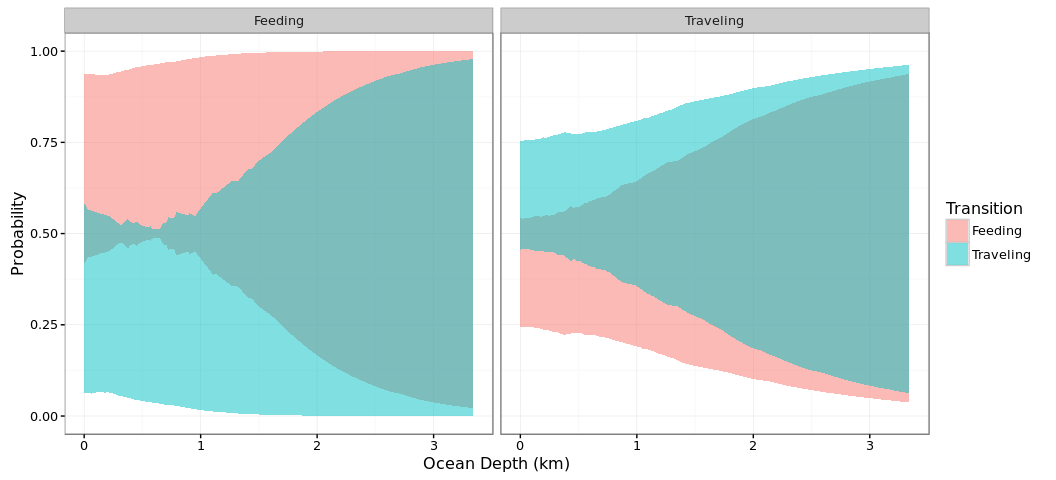 Feeding
Traveling
1.00
0.75
0.50
0.25
0.00
Probability
0 1 2 3
0 1 2 3
Ocean Depth (km)
Transition
Feeding
Traveling